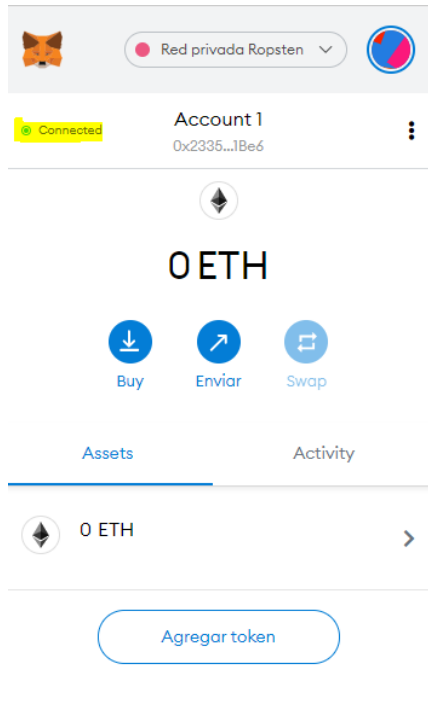 Red privada Ropsten
Connected
Account 1
0x2335...1Be6
0 ETH
Buy
Enviar
Swap
Assets
Activity
0 ETH
Agregar token